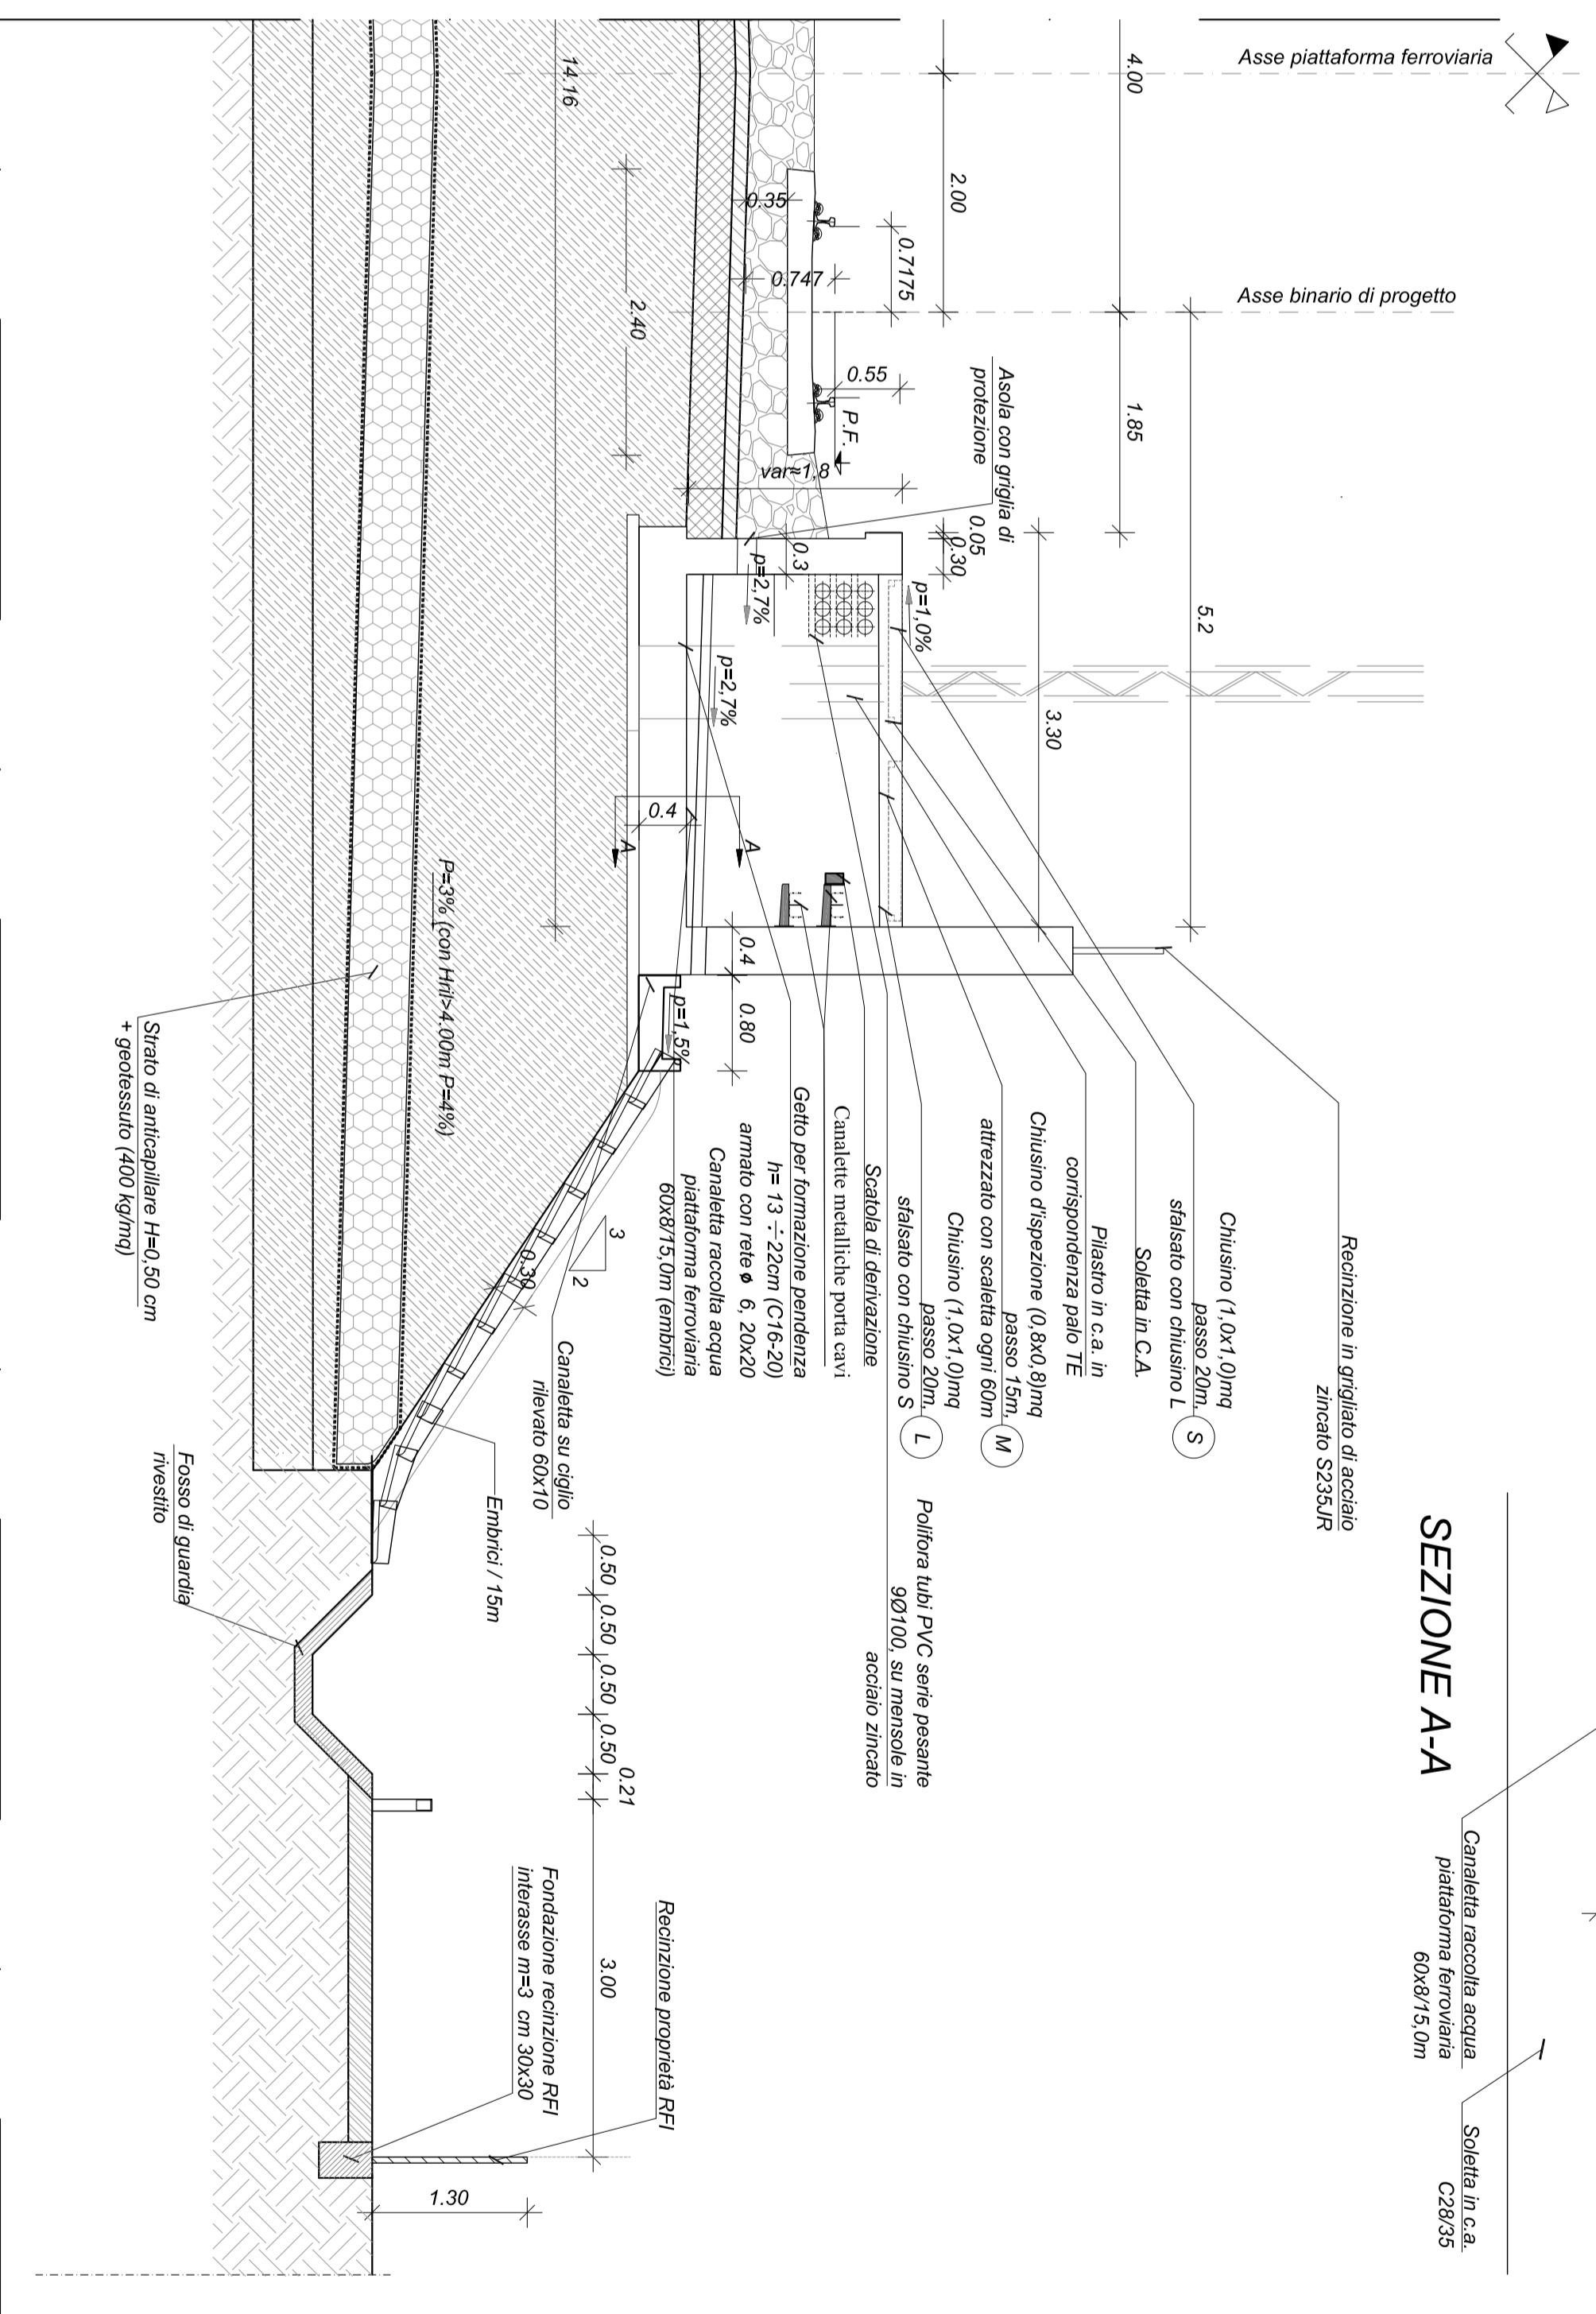 Asse piattaforma ferroviaria
Asse binario di progetto
4.00
2.00
14.16
0.35
0.7175
0.747
2.40
0.55
P.F.
1.85
var≈1,8
Asola con griglia di
protezione
0.05
0.30
0.3
5.2
3.30
p=2,7%
p=1,0%
p=2,7%
0.4
A
A
0.4
0.80
p=1,5%
P=3% (con Hril>4.00m P=4%)
Strato di anticapillare H=0,50 cm
+ geotessuto (400 kg/mq)
Recinzione in grigliato di acciaio
zincato S235JR
Chiusino (1,0x1,0)mq
passo 20m,
sfalsato con chiusino L
S
Soletta in C.A.
Pilastro in c.a. in
corrispondenza palo TE
Chiusino d'ispezione (0,8x0,8)mq
passo 15m,
attrezzato con scaletta ogni 60m
M
Chiusino (1,0x1,0)mq
passo 20m,
sfalsato con chiusino S
L
Polifora tubi PVC serie pesante
9Ø100, su mensole in
acciaio zincato
Scatola di derivazione
Canalette metalliche porta cavi
Getto per formazione pendenza
h= 13 ÷ 22cm (C16-20)
armato con rete ø 6, 20x20
Canaletta raccolta acqua
piattaforma ferroviaria
60x8/15,0m (embrici)
3
2
0.30
Canaletta su ciglio
rilevato 60x10
Embrici / 15m
Fosso di guardia
rivestito
0.50
0.50
0.50
0.50
0.21
3.00
Recinzione proprietà RFI
Fondazione recinzione RFI
interasse m=3 cm 30x30
1.30
SEZIONE A-A
Canaletta raccolta acqua
piattaforma ferroviaria
60x8/15,0m
Soletta in c.a.
C28/35